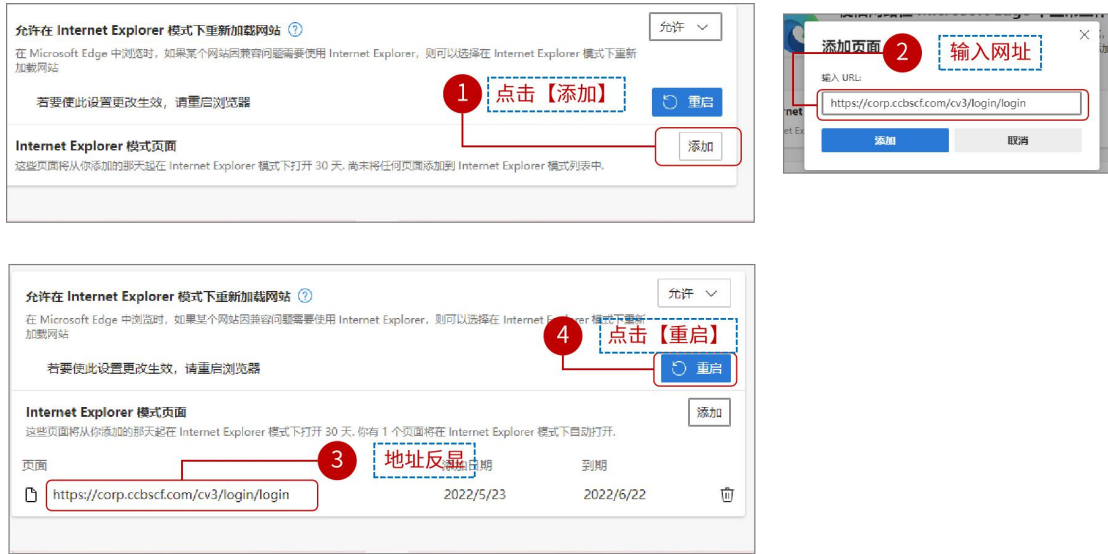 允许在 Internet Explorer 模式下重新加载网站
允许
在 Microsoft Edge 中浏览时，如果某个网站因兼容问题需要使用 Internet Explorer，则可以选择在 Internet Explorer 模式下重新
加载网站
1 点击【添加】
若要使此设置更改生效，请重启浏览器
重启
Internet Explorer 模式页面
添加
这些页面将从你添加的那天起在 Internet Explorer 模式下打开 30 天. 尚未将任何页面添加到 Internet Explorer 模式列表中.
添加页面
2 输入网址
输入 URL:
https://corp.ccbscf.com/cv3/login/login
添加
取消
允许在 Internet Explorer 模式下重新加载网站
允许
在 Microsoft Edge 中浏览时，如果某个网站因兼容问题需要使用 Internet Explorer，则可以选择在 Internet Explorer 模式下重新
加载网站
4 点击【重启】
若要使此设置更改生效，请重启浏览器
重启
Internet Explorer 模式页面
添加
这些页面将从你添加的那天起在 Internet Explorer 模式下打开 30 天. 你有 1 个页面将在 Internet Explorer 模式下自动打开.
3 地址反显
页面
添加日期
到期
https://corp.ccbscf.com/cv3/login/login
2022/5/23
2022/6/22